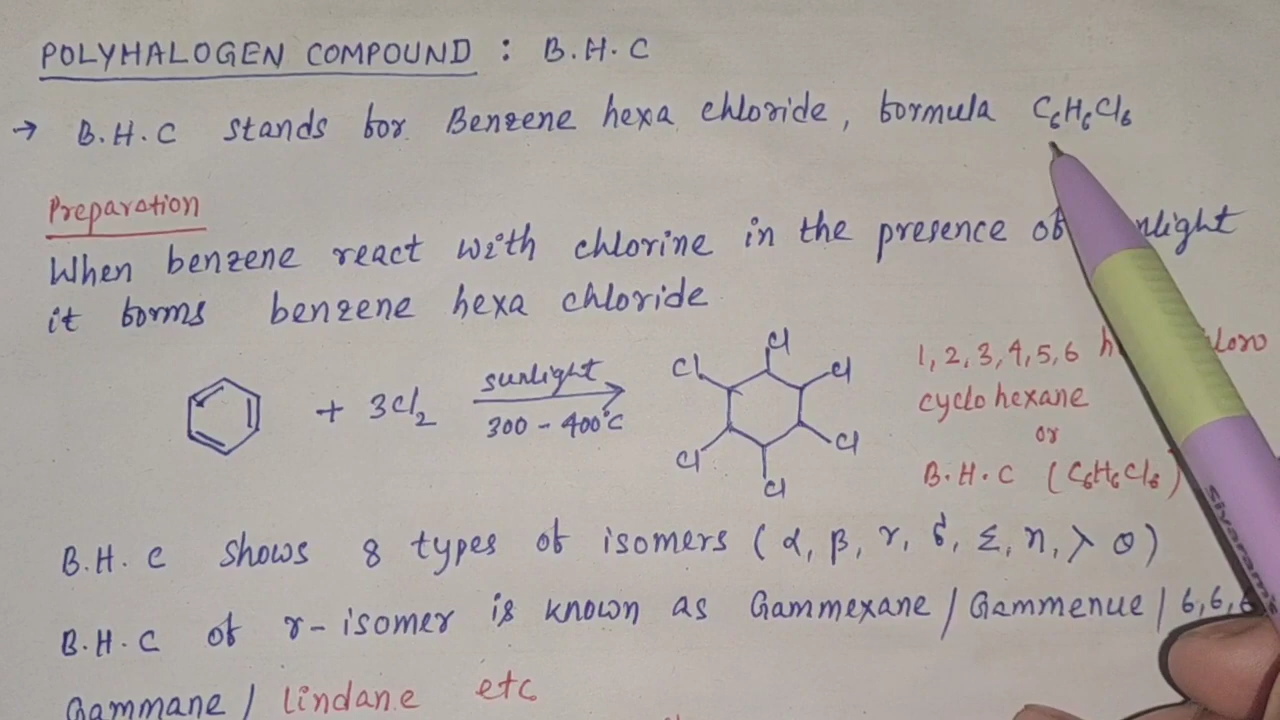 POLYHALOGEN COMPOUND : B.H.C
→ B.H.C stands for Benzene hexa chloride, formula C₆H₆Cl₆
Preparation
When benzene react with chlorine in the presence of
it forms benzene hexa chloride
+ 3Cl₂ sunlight 300 - 400°C
Cl Cl Cl Cl Cl Cl
1, 2, 3, 4, 5, 6
cyclo hexane
or
B.H.C (C₆H₆Cl₆)
B.H.C shows 8 types of isomers (α, β, γ, δ, Σ, η, λ θ)
B.H.C of γ-isomer is known as Gammexane / Gammenue / 6,6,6
Gammane / lindane etc